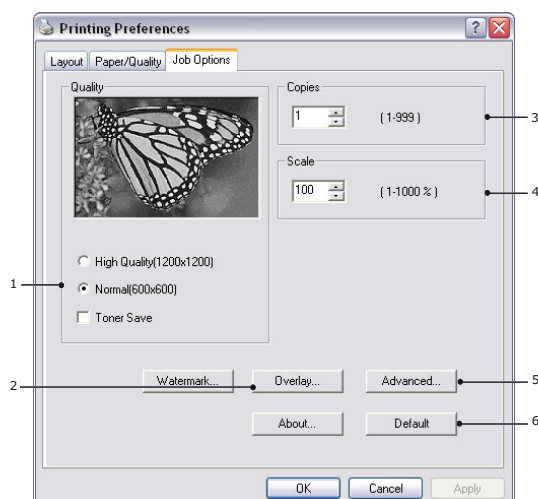 Printing Preferences
Layout Paper/Quality Job Options
Quality
Copies
1 (1-999) 3
Scale
100 (1-1000 %) 4
High Quality(1200x1200)
1 Normal(600x600)
Toner Save
2 Watermark... Overlay... Advanced... 5
About... Default 6
OK Cancel Apply